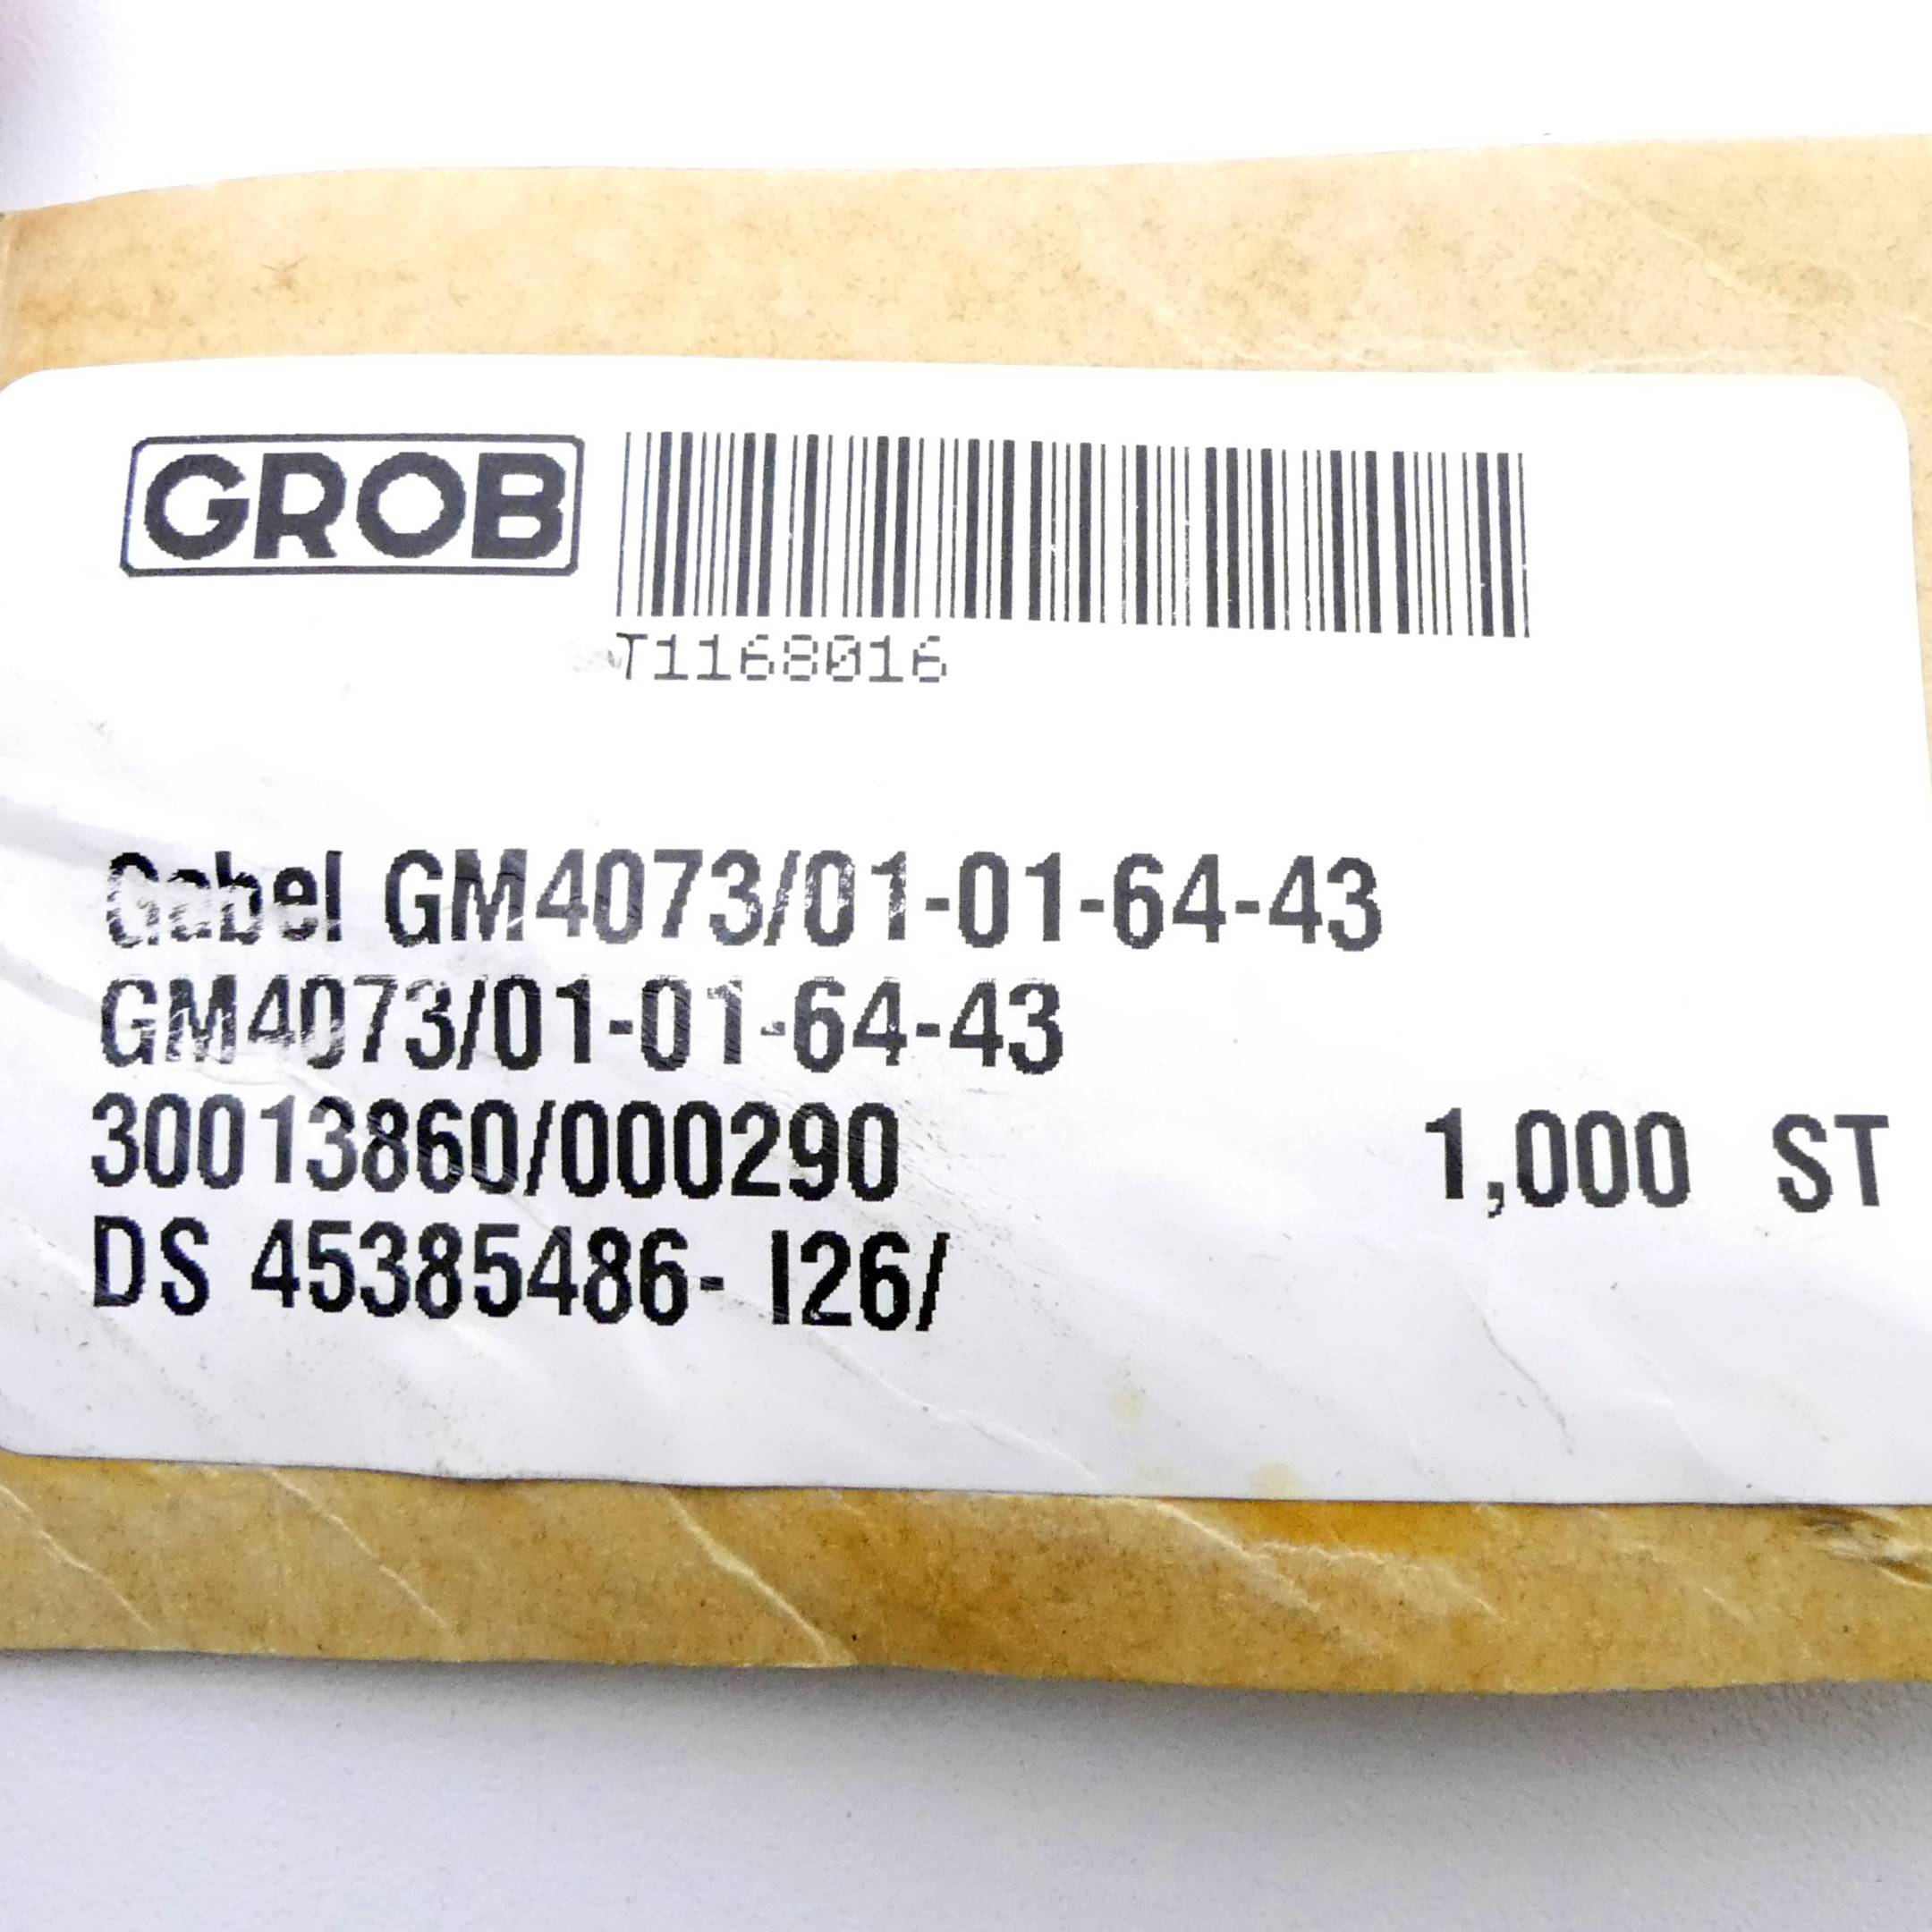 GROB
T1168016
Gabel GM4073/01-01-64-43
GM4073/01-01-64-43
30013860/000290 1,000 ST
DS 45385486- I26/